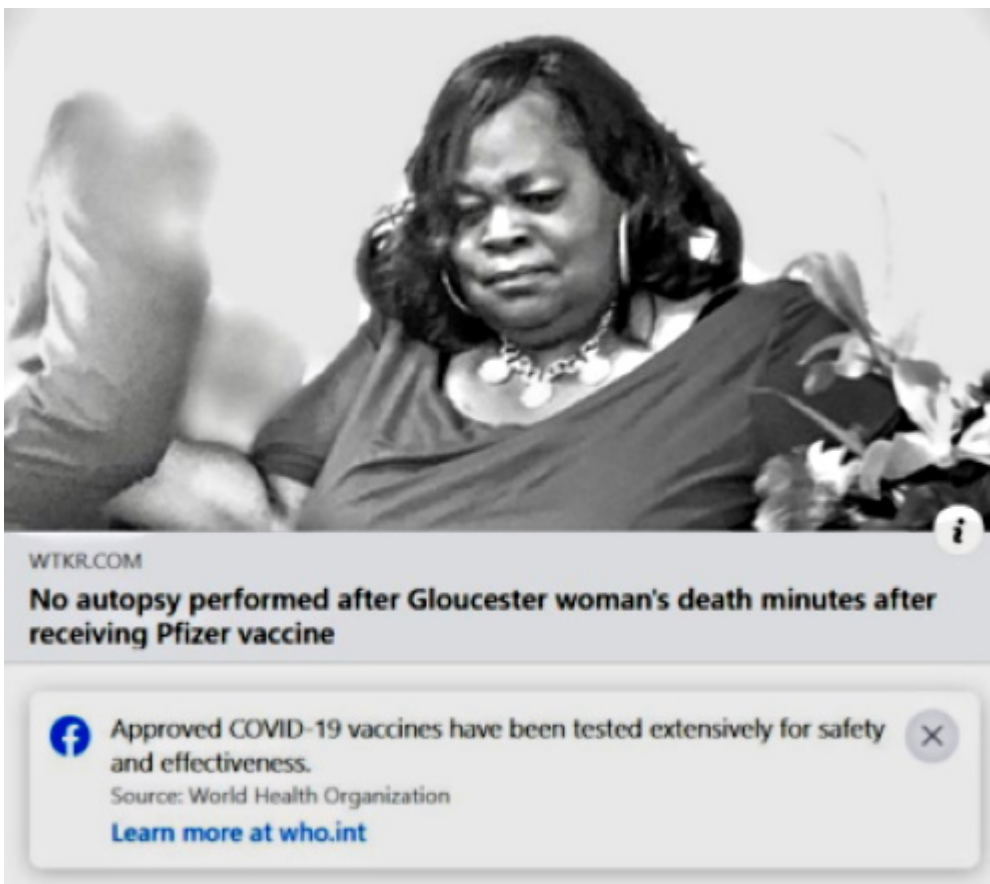 WTKR.COM
No autopsy performed after Gloucester woman's death minutes after
receiving Pfizer vaccine
Approved COVID-19 vaccines have been tested extensively for safety
and effectiveness.
Source: World Health Organization
Learn more at who.int